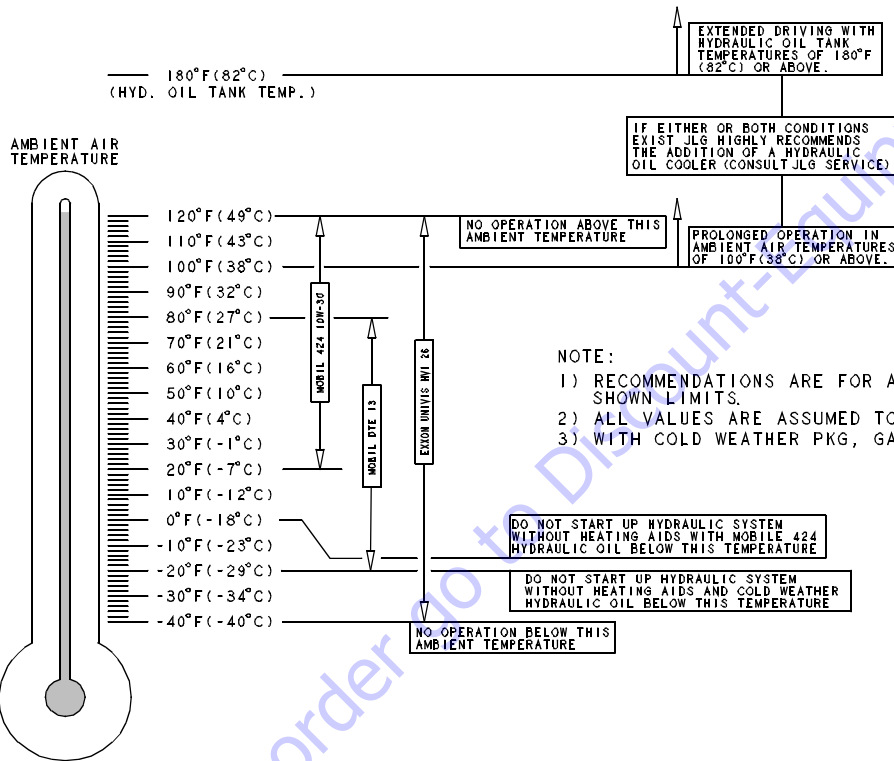 EXTENDED DRIVING WITH
HYDRAULIC OIL TANK
TEMPERATURES OF 180°F
(82°C) OR ABOVE.
180°F(82°C)
(HYD. OIL TANK TEMP.)
IF EITHER OR BOTH CONDITIONS
EXIST JLG HIGHLY RECOMMENDS
THE ADDITION OF A HYDRAULIC
OIL COOLER (CONSULT JLG SERVICE)
AMBIENT AIR
TEMPERATURE
120°F(49°C)
NO OPERATION ABOVE THIS
AMBIENT TEMPERATURE
110°F(43°C)
PROLONGED OPERATION IN
AMBIENT AIR TEMPERATURES
OF 100°F(38°C) OR ABOVE.
100°F(38°C)
90°F(32°C)
80°F(27°C)
70°F(21°C)
60°F(16°C)
50°F(10°C)
40°F(4°C)
30°F(-1°C)
20°F(-7°C)
10°F(-12°C)
0°F(-18°C)
-10°F(-23°C)
-20°F(-29°C)
-30°F(-34°C)
-40°F(-40°C)
MOBIL 424 10W-30
MOBIL DTE 13
EXXON UNIVIS HVI 26
NOTE:
1) RECOMMENDATIONS ARE FOR A
SHOWN LIMITS.
2) ALL VALUES ARE ASSUMED TO
3) WITH COLD WEATHER PKG, GA
DO NOT START UP HYDRAULIC SYSTEM
WITHOUT HEATING AIDS WITH MOBILE 424
HYDRAULIC OIL BELOW THIS TEMPERATURE
DO NOT START UP HYDRAULIC SYSTEM
WITHOUT HEATING AIDS AND COLD WEATHER
HYDRAULIC OIL BELOW THIS TEMPERATURE
NO OPERATION BELOW THIS
AMBIENT TEMPERATURE
order go to Discount-Equip